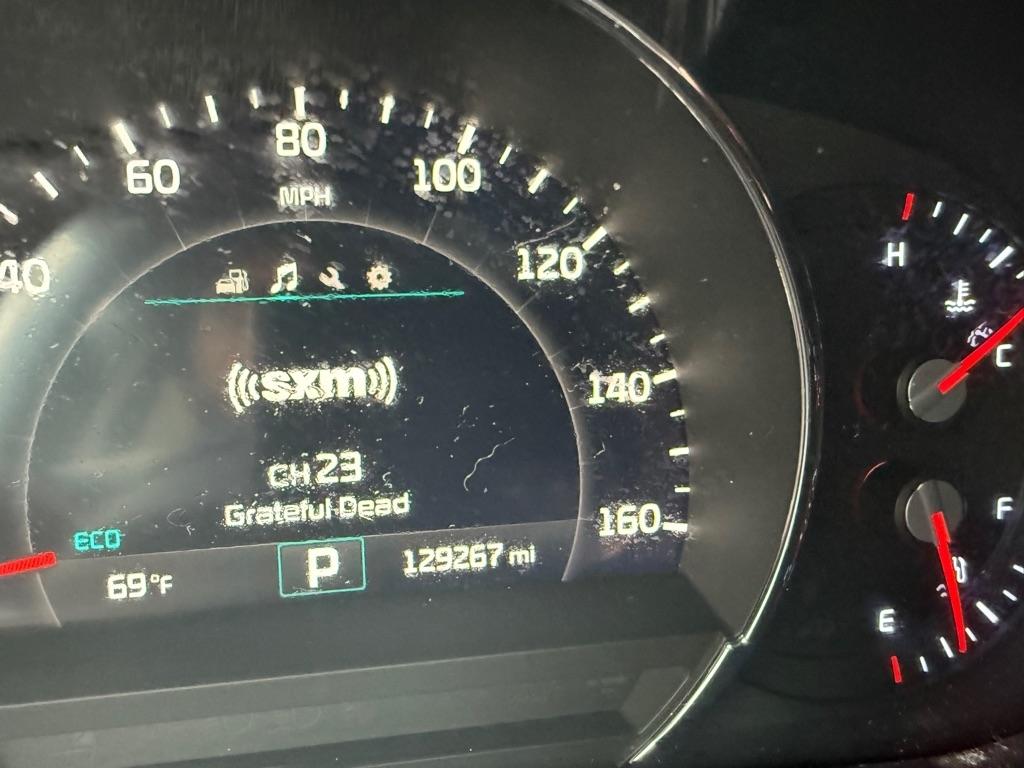 80
60
100
MPH
40
120
H
sxm
C
140
CH 23
Grateful Dead
F
160
ECO
69°F
P
129267 mi
E